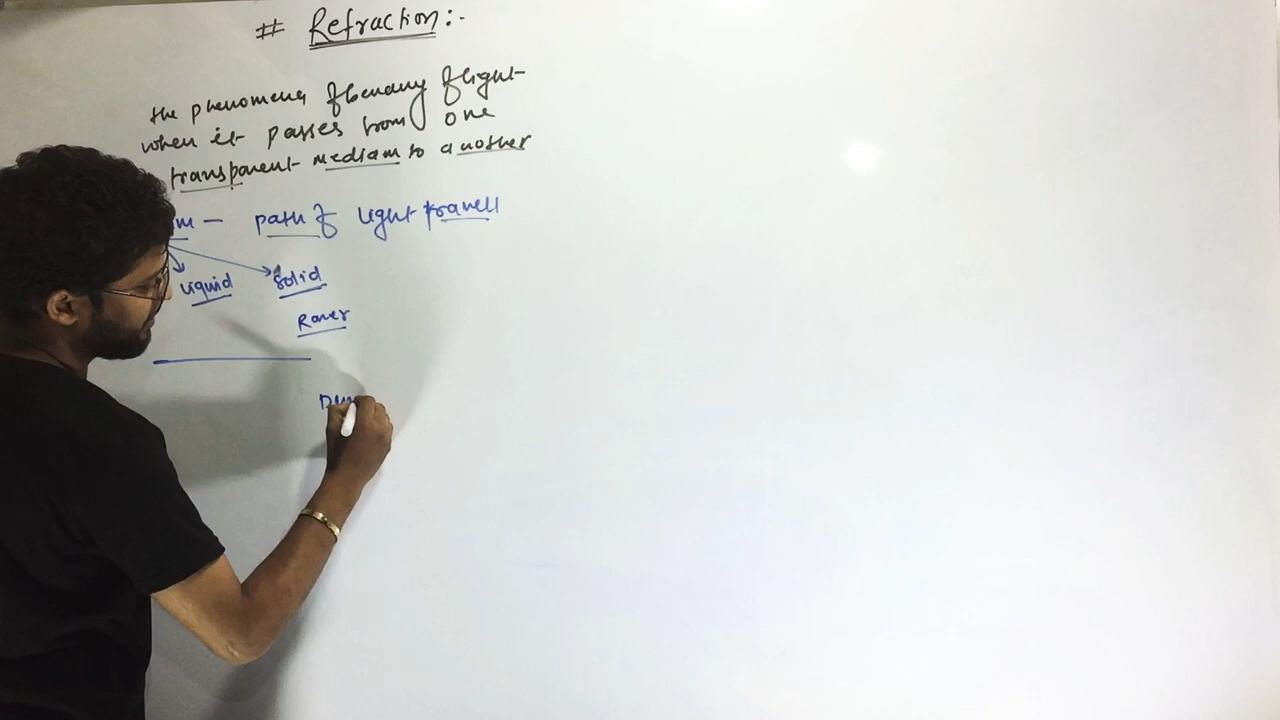 # Refraction:-
the phenomena of bending of light
when it passes from one
transparent mediam to another
m – path of light travell
liquid solid
Rarer